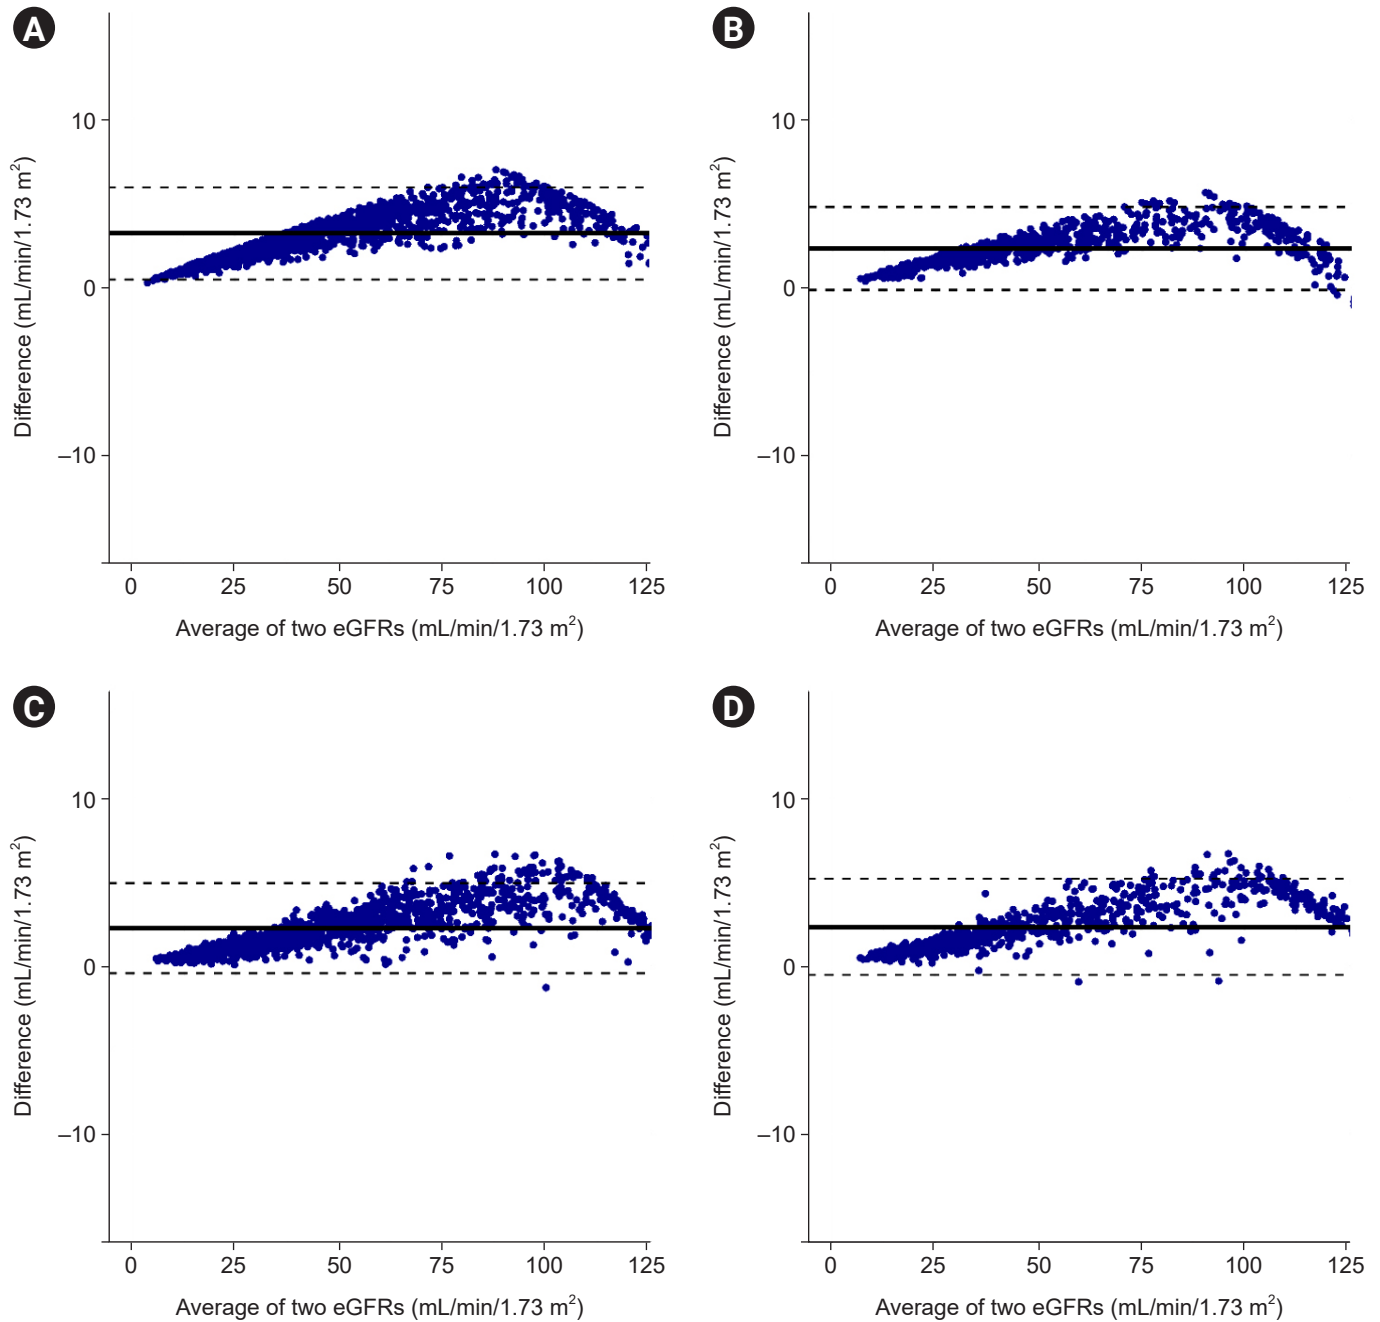 A
10
0
–10
Difference (mL/min/1.73 m²)
0 25 50 75 100 125
Average of two eGFRs (mL/min/1.73 m²)
B
10
0
–10
Difference (mL/min/1.73 m²)
0 25 50 75 100 125
Average of two eGFRs (mL/min/1.73 m²)
C
10
0
–10
Difference (mL/min/1.73 m²)
0 25 50 75 100 125
Average of two eGFRs (mL/min/1.73 m²)
D
10
0
–10
Difference (mL/min/1.73 m²)
0 25 50 75 100 125
Average of two eGFRs (mL/min/1.73 m²)